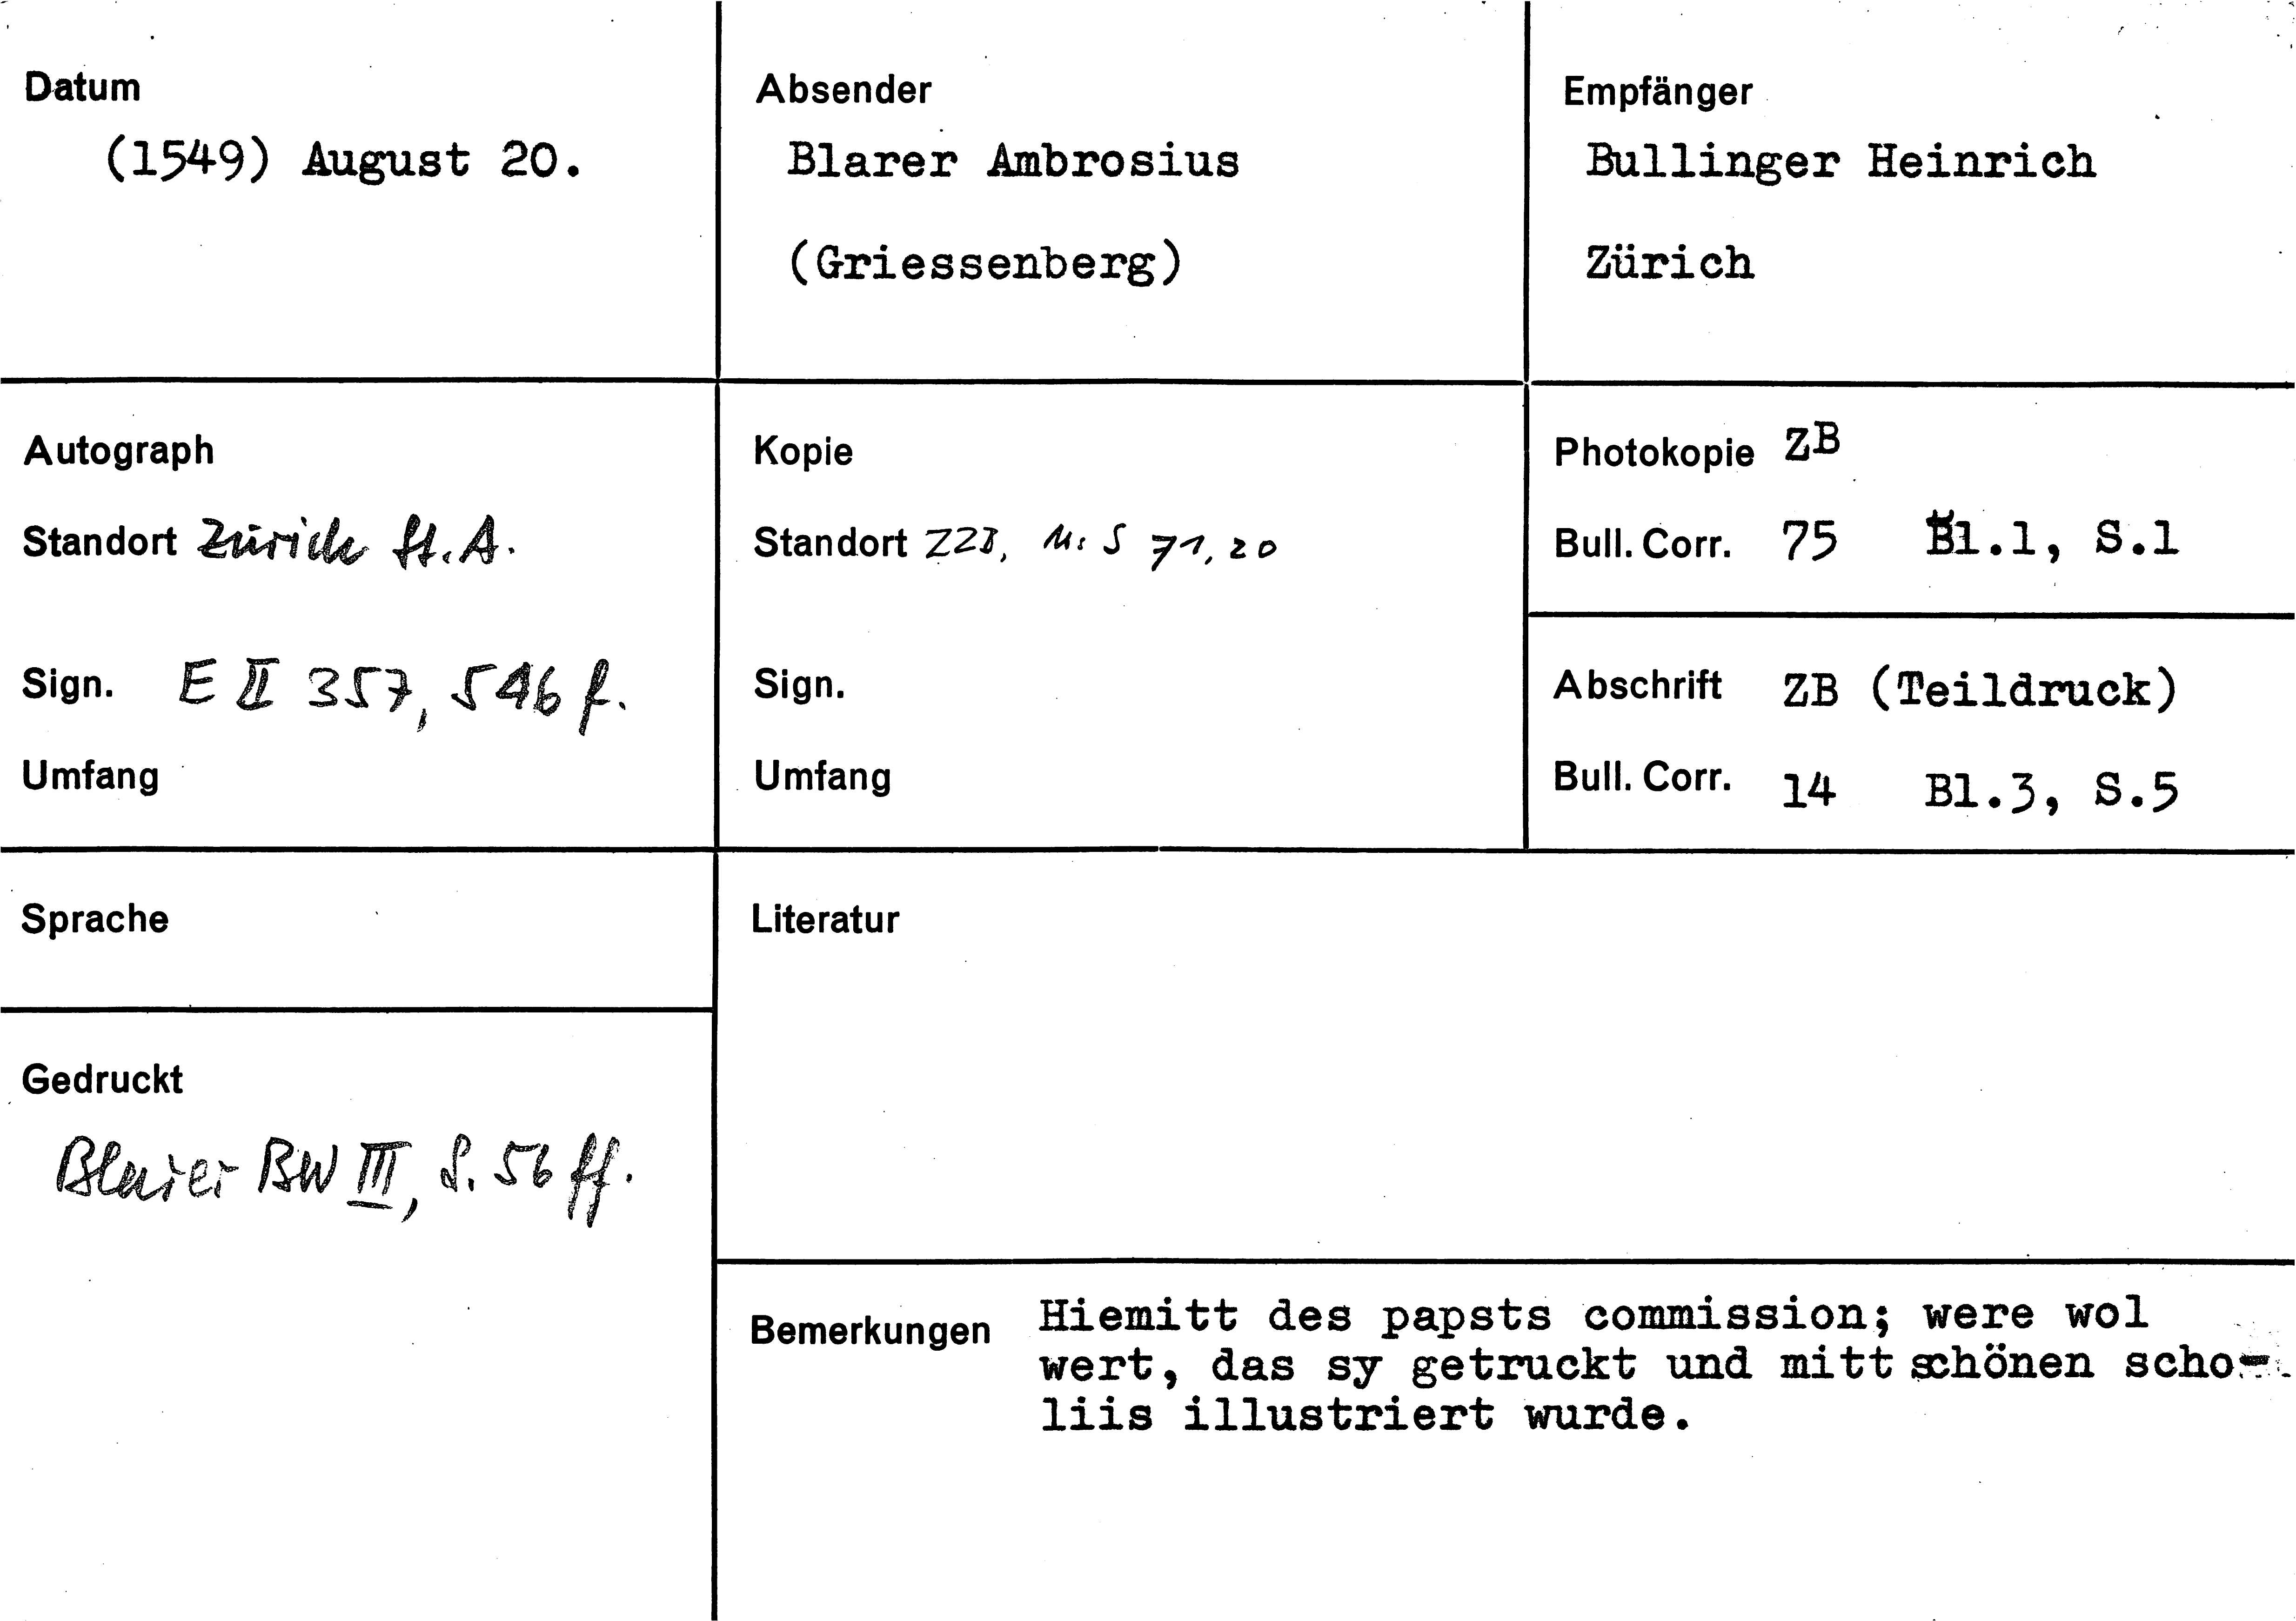 Datum
(1549) August 20.
Absender
Blarer Ambrosius
(Griessenberg)
Empfänger
Bullinger Heinrich
Zürich
Autograph
Standort Zürich St.A.
Sign. E II 357, 546 f.
Umfang
Kopie
Standort ZZB, Ms S 71, 20
Sign.
Umfang
Photokopie ZB
Bull. Corr. 75 Bl.1, S.1
Abschrift ZB (Teildruck)
Bull. Corr. 14 Bl.3, S.5
Sprache
Literatur
Gedruckt
Blarer BW III, S. 56 ff.
Bemerkungen Hiemitt des papsts commission; were wol
wert, das sy getruckt und mitt schönen scho-
liis illustriert wurde.